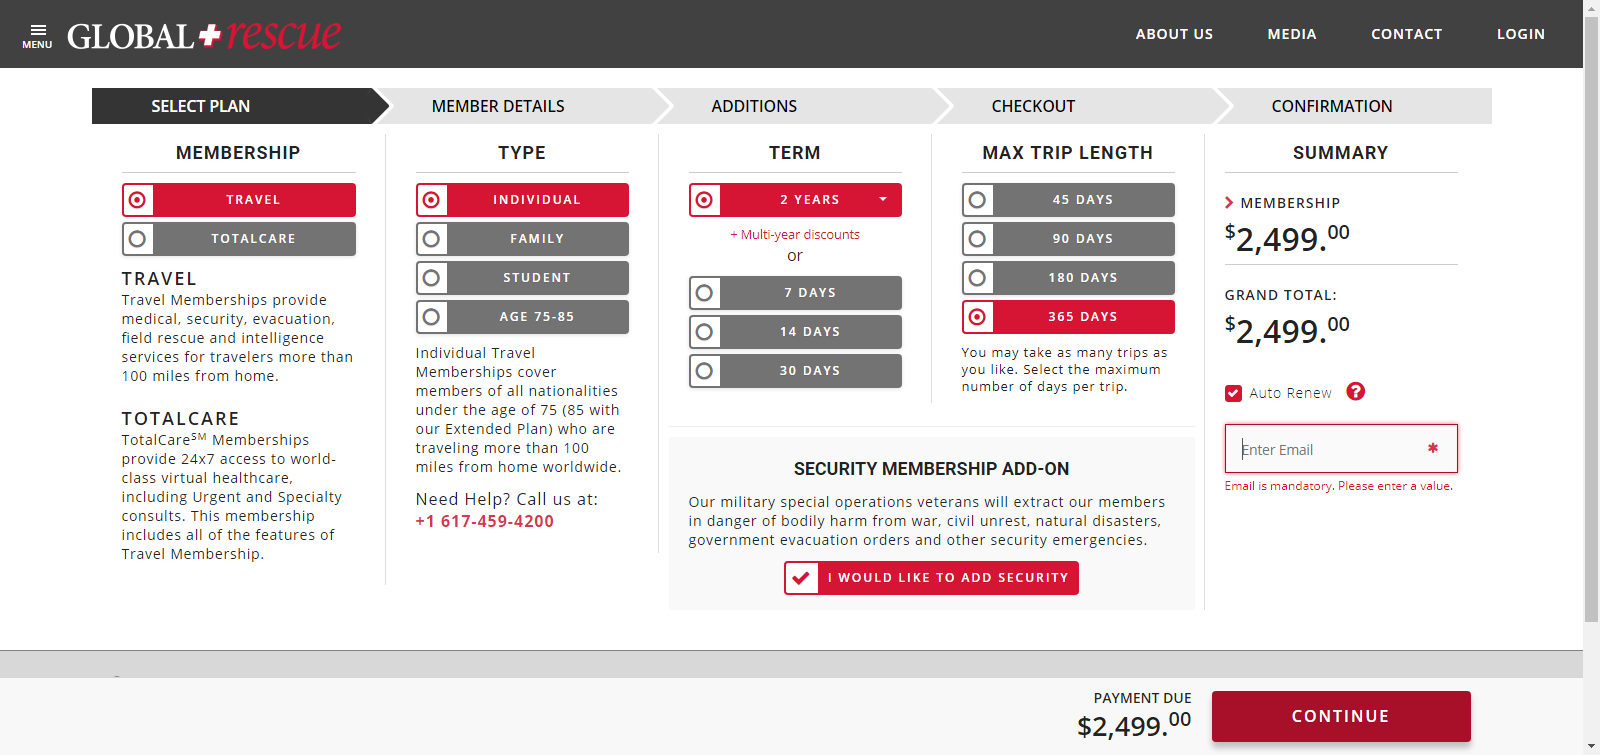 MENU
GLOBAL rescue
ABOUT US
MEDIA
CONTACT
LOGIN
SELECT PLAN
MEMBER DETAILS
ADDITIONS
CHECKOUT
CONFIRMATION
MEMBERSHIP
TRAVEL
TOTALCARE
TRAVEL
Travel Memberships provide
medical, security, evacuation,
field rescue and intelligence
services for travelers more than
100 miles from home.
TOTALCARE
TotalCareSM Memberships
provide 24x7 access to world-
class virtual healthcare,
including Urgent and Specialty
consults. This membership
includes all of the features of
Travel Membership.
TYPE
INDIVIDUAL
FAMILY
STUDENT
AGE 75-85
Individual Travel
Memberships cover
members of all nationalities
under the age of 75 (85 with
our Extended Plan) who are
traveling more than 100
miles from home worldwide.
Need Help? Call us at:
+1 617-459-4200
TERM
2 YEARS
+ Multi-year discounts
or
7 DAYS
14 DAYS
30 DAYS
MAX TRIP LENGTH
45 DAYS
90 DAYS
180 DAYS
365 DAYS
You may take as many trips as
you like. Select the maximum
number of days per trip.
SECURITY MEMBERSHIP ADD-ON
Our military special operations veterans will extract our members
in danger of bodily harm from war, civil unrest, natural disasters,
government evacuation orders and other security emergencies.
I WOULD LIKE TO ADD SECURITY
SUMMARY
MEMBERSHIP
$2,499.00
GRAND TOTAL:
$2,499.00
Auto Renew ?
Enter Email *
Email is mandatory. Please enter a value.
PAYMENT DUE
$2,499.00
CONTINUE